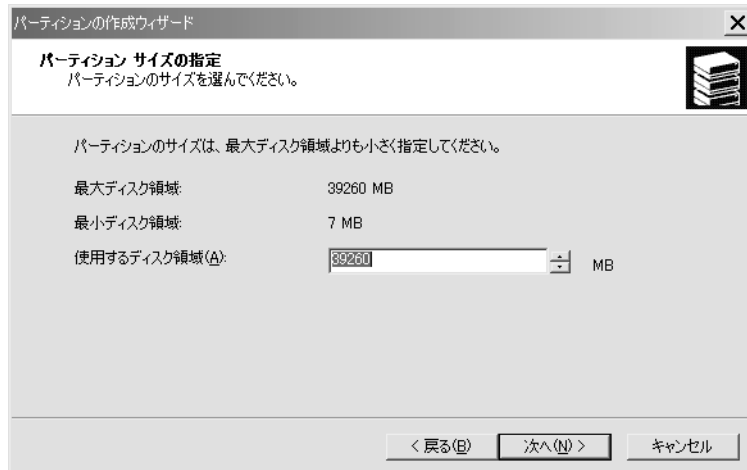 パーティションの作成ウィザード
パーティション サイズの指定
パーティションのサイズを選んでください。
パーティションのサイズは、最大ディスク領域よりも小さく指定してください。
最大ディスク領域: 39260 MB
最小ディスク領域: 7 MB
使用するディスク領域(A): 39260 MB
< 戻る(B) 次へ(N) > キャンセル